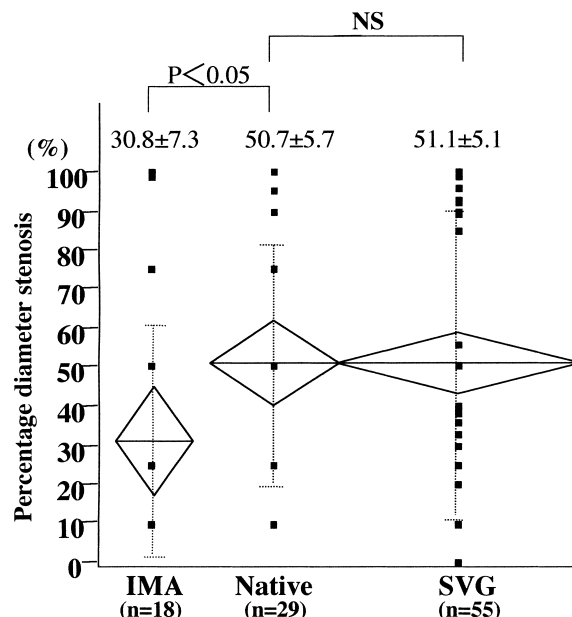 NS
P<0.05
(%)
30.8±7.3 50.7±5.7 51.1±5.1
100
90
80
70
60
50
40
30
20
10
0
Percentage diameter stenosis
IMA Native SVG
(n=18) (n=29) (n=55)